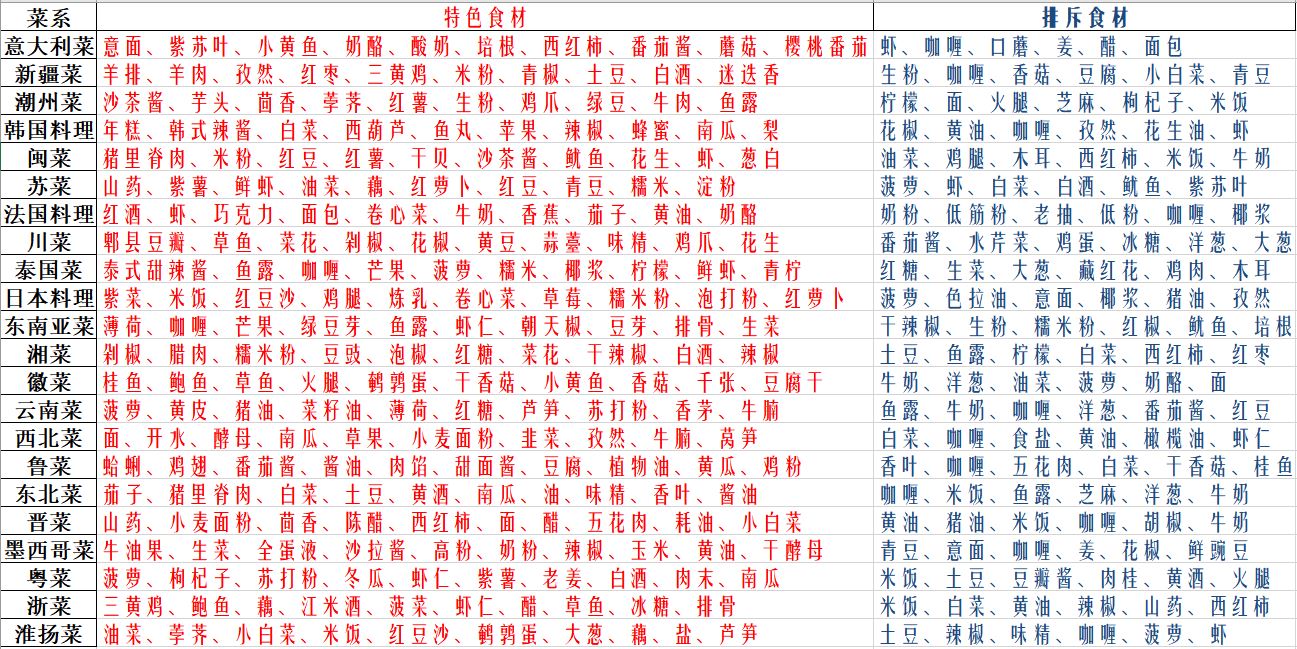 菜系 特色食材 排斥食材
意大利菜 意面、紫苏叶、小黄鱼、奶酪、酸奶、培根、西红柿、番茄酱、蘑菇、樱桃番茄 虾、咖喱、口蘑、姜、醋、面包
新疆菜 羊排、羊肉、孜然、红枣、三黄鸡、米粉、青椒、土豆、白酒、迷迭香 生粉、咖喱、香菇、豆腐、小白菜、青豆
潮州菜 沙茶酱、芋头、茴香、荸荠、红薯、生粉、鸡爪、绿豆、牛肉、鱼露 柠檬、面、火腿、芝麻、枸杞子、米饭
韩国料理 年糕、韩式辣酱、白菜、西葫芦、鱼丸、苹果、辣椒、蜂蜜、南瓜、梨 花椒、黄油、咖喱、孜然、花生油、虾
闽菜 猪里脊肉、米粉、红豆、红薯、干贝、沙茶酱、鱿鱼、花生、虾、葱白 油菜、鸡腿、木耳、西红柿、米饭、牛奶
苏菜 山药、紫薯、鲜虾、油菜、藕、红萝卜、红豆、青豆、糯米、淀粉 菠萝、虾、白菜、白酒、鱿鱼、紫苏叶
法国料理 红酒、虾、巧克力、面包、卷心菜、牛奶、香蕉、茄子、黄油、奶酪 奶粉、低筋粉、老抽、低粉、咖喱、椰浆
川菜 郫县豆瓣、草鱼、菜花、剁椒、花椒、黄豆、蒜薹、味精、鸡爪、花生 番茄酱、水芹菜、鸡蛋、冰糖、洋葱、大葱
泰国菜 泰式甜辣酱、鱼露、咖喱、芒果、菠萝、糯米、椰浆、柠檬、鲜虾、青柠 红糖、生菜、大葱、藏红花、鸡肉、木耳
日本料理 紫菜、米饭、红豆沙、鸡腿、炼乳、卷心菜、草莓、糯米粉、泡打粉、红萝卜 菠萝、色拉油、意面、椰浆、猪油、孜然
东南亚菜 薄荷、咖喱、芒果、绿豆芽、鱼露、虾仁、朝天椒、豆芽、排骨、生菜 干辣椒、生粉、糯米粉、红椒、鱿鱼、培根
湘菜 剁椒、腊肉、糯米粉、豆豉、泡椒、红糖、菜花、干辣椒、白酒、辣椒 土豆、鱼露、柠檬、白菜、西红柿、红枣
徽菜 桂鱼、鲍鱼、草鱼、火腿、鹌鹑蛋、干香菇、小黄鱼、香菇、千张、豆腐干 牛奶、洋葱、油菜、菠萝、奶酪、面
云南菜 菠萝、黄皮、猪油、菜籽油、薄荷、红糖、芦笋、苏打粉、香茅、牛腩 鱼露、牛奶、咖喱、洋葱、番茄酱、红豆
西北菜 面、开水、酵母、南瓜、草果、小麦面粉、韭菜、孜然、牛腩、莴笋 白菜、咖喱、食盐、黄油、橄榄油、虾仁
鲁菜 蛤蜊、鸡翅、番茄酱、酱油、肉馅、甜面酱、豆腐、植物油、黄瓜、鸡粉 香叶、咖喱、五花肉、白菜、干香菇、桂鱼
东北菜 茄子、猪里脊肉、白菜、土豆、黄酒、南瓜、油、味精、香叶、酱油 咖喱、米饭、鱼露、芝麻、洋葱、牛奶
晋菜 山药、小麦面粉、茴香、陈醋、西红柿、面、醋、五花肉、耗油、小白菜 黄油、猪油、米饭、咖喱、胡椒、牛奶
墨西哥菜 牛油果、生菜、全蛋液、沙拉酱、高粉、奶粉、辣椒、玉米、黄油、干酵母 青豆、意面、咖喱、姜、花椒、鲜豌豆
粤菜 菠萝、枸杞子、苏打粉、冬瓜、虾仁、紫薯、老姜、白酒、肉末、南瓜 米饭、土豆、豆瓣酱、肉桂、黄酒、火腿
浙菜 三黄鸡、鲍鱼、藕、江米酒、菠菜、虾仁、醋、草鱼、冰糖、排骨 米饭、白菜、黄油、辣椒、山药、西红柿
淮扬菜 油菜、荸荠、小白菜、米饭、红豆沙、鹌鹑蛋、大葱、藕、盐、芦笋 土豆、辣椒、味精、咖喱、菠萝、虾